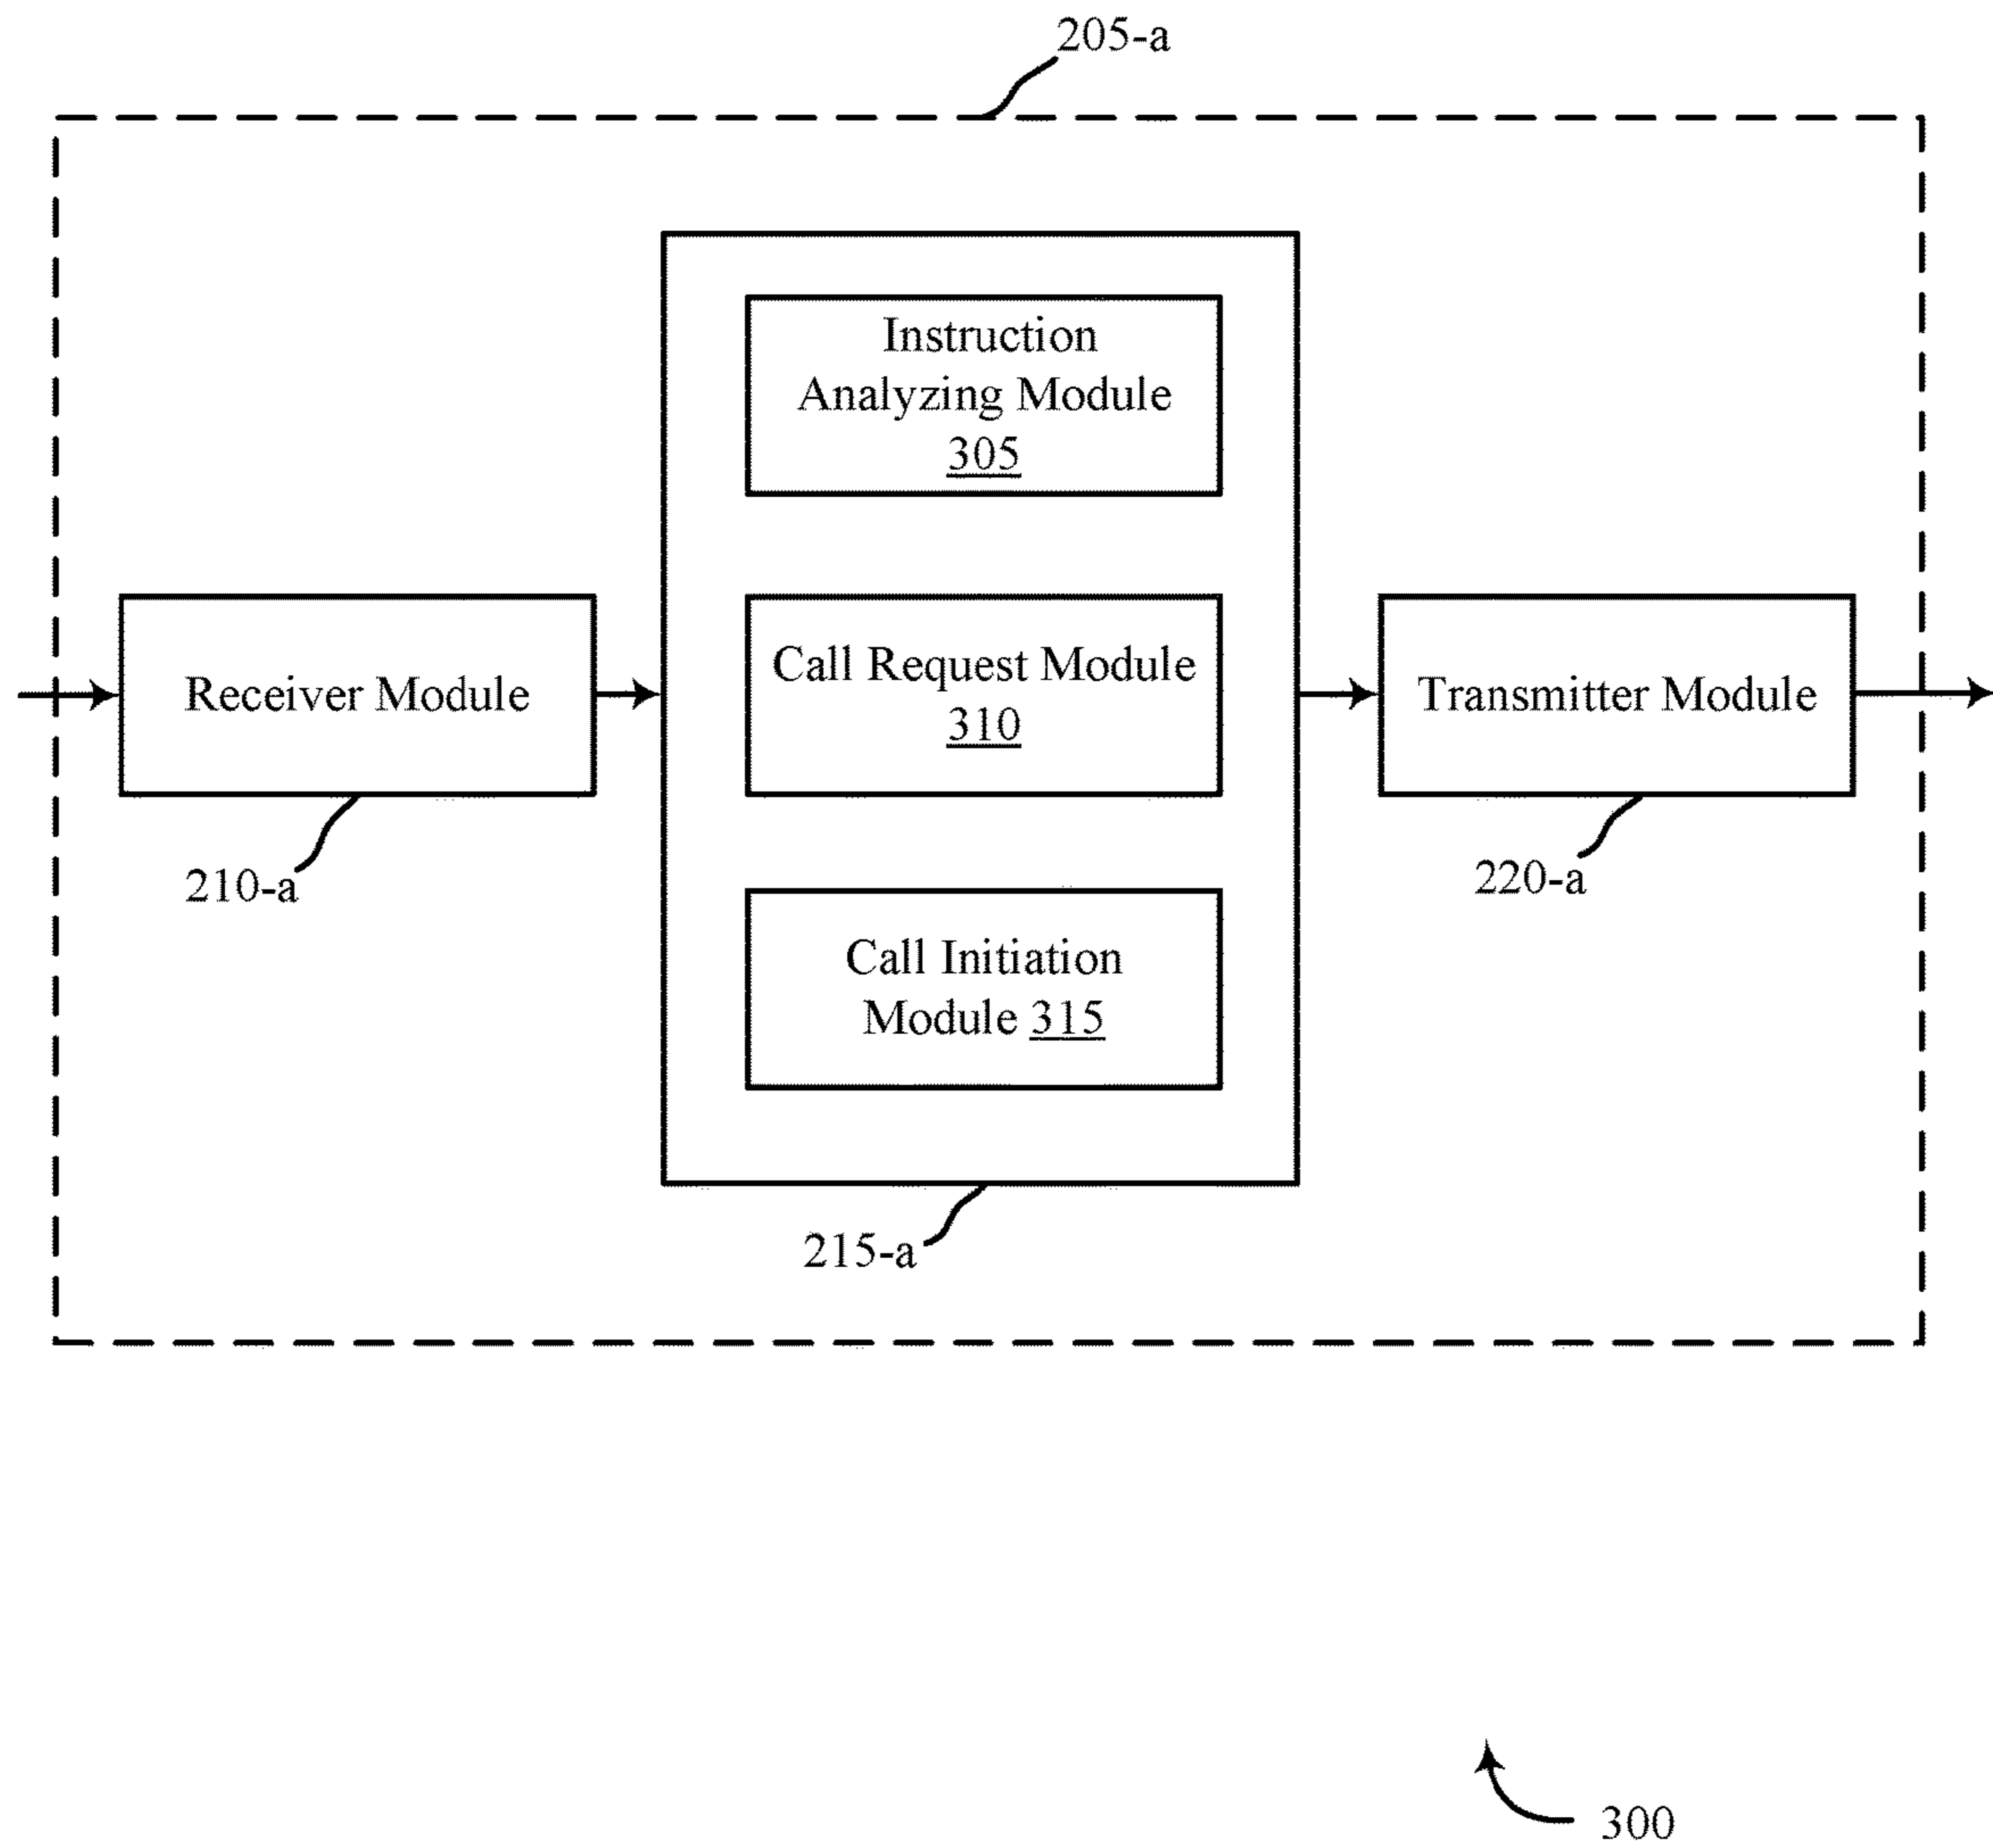 205-a
Instruction
Analyzing Module
305
Receiver Module
Call Request Module
310
Transmitter Module
210-a
220-a
Call Initiation
Module 315
215-a
300